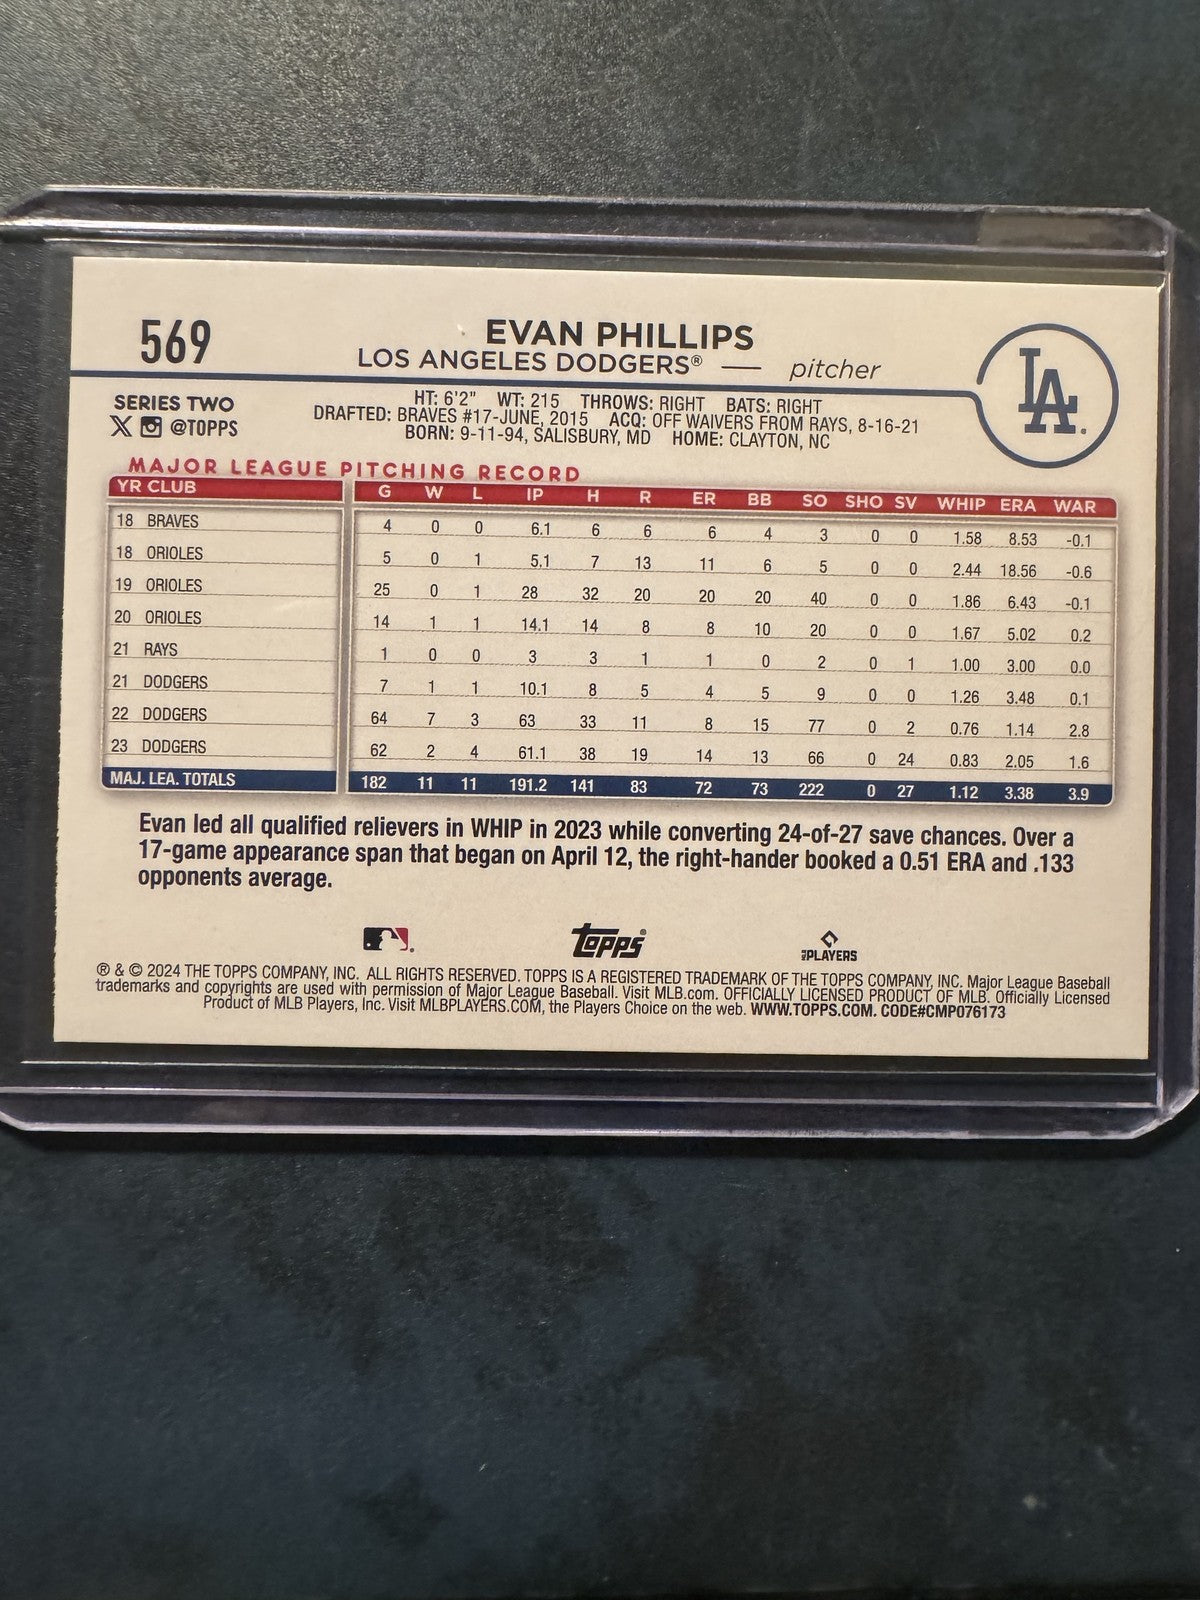 569
EVAN PHILLIPS
LOS ANGELES DODGERS® — pitcher
LA
SERIES TWO
@TOPPS
HT: 6'2" WT: 215 THROWS: RIGHT BATS: RIGHT
DRAFTED: BRAVES #17-JUNE, 2015 ACQ: OFF WAIVERS FROM RAYS, 8-16-21
BORN: 9-11-94, SALISBURY, MD HOME: CLAYTON, NC
MAJOR LEAGUE PITCHING RECORD
YR CLUB G W L IP H R ER BB SO SHO SV WHIP ERA WAR
18 BRAVES 4 0 0 6.1 6 6 6 4 3 0 0 1.58 8.53 -0.1
18 ORIOLES 5 0 1 5.1 7 13 11 6 5 0 0 2.44 18.56 -0.6
19 ORIOLES 25 0 1 28 32 20 20 20 40 0 0 1.86 6.43 -0.1
20 ORIOLES 14 1 1 14.1 14 8 8 10 20 0 0 1.67 5.02 0.2
21 RAYS 1 0 0 3 3 1 1 0 2 0 1 1.00 3.00 0.0
21 DODGERS 7 1 1 10.1 8 5 4 5 9 0 0 1.26 3.48 0.1
22 DODGERS 64 7 3 63 33 11 8 15 77 0 2 0.76 1.14 2.8
23 DODGERS 62 2 4 61.1 38 19 14 13 66 0 24 0.83 2.05 1.6
MAJ. LEA. TOTALS 182 11 11 191.2 141 83 72 73 222 0 27 1.12 3.38 3.9
Evan led all qualified relievers in WHIP in 2023 while converting 24-of-27 save chances. Over a
17-game appearance span that began on April 12, the right-hander booked a 0.51 ERA and .133
opponents average.
Topps
PLAYERS
® & © 2024 THE TOPPS COMPANY, INC. ALL RIGHTS RESERVED. TOPPS IS A REGISTERED TRADEMARK OF THE TOPPS COMPANY, INC. Major League Baseball
trademarks and copyrights are used with permission of Major League Baseball. Visit MLB.com. OFFICIALLY LICENSED PRODUCT OF MLB. Officially Licensed
Product of MLB Players, Inc. Visit MLBPLAYERS.COM, the Players Choice on the web. WWW.TOPPS.COM. CODE#CMP076173